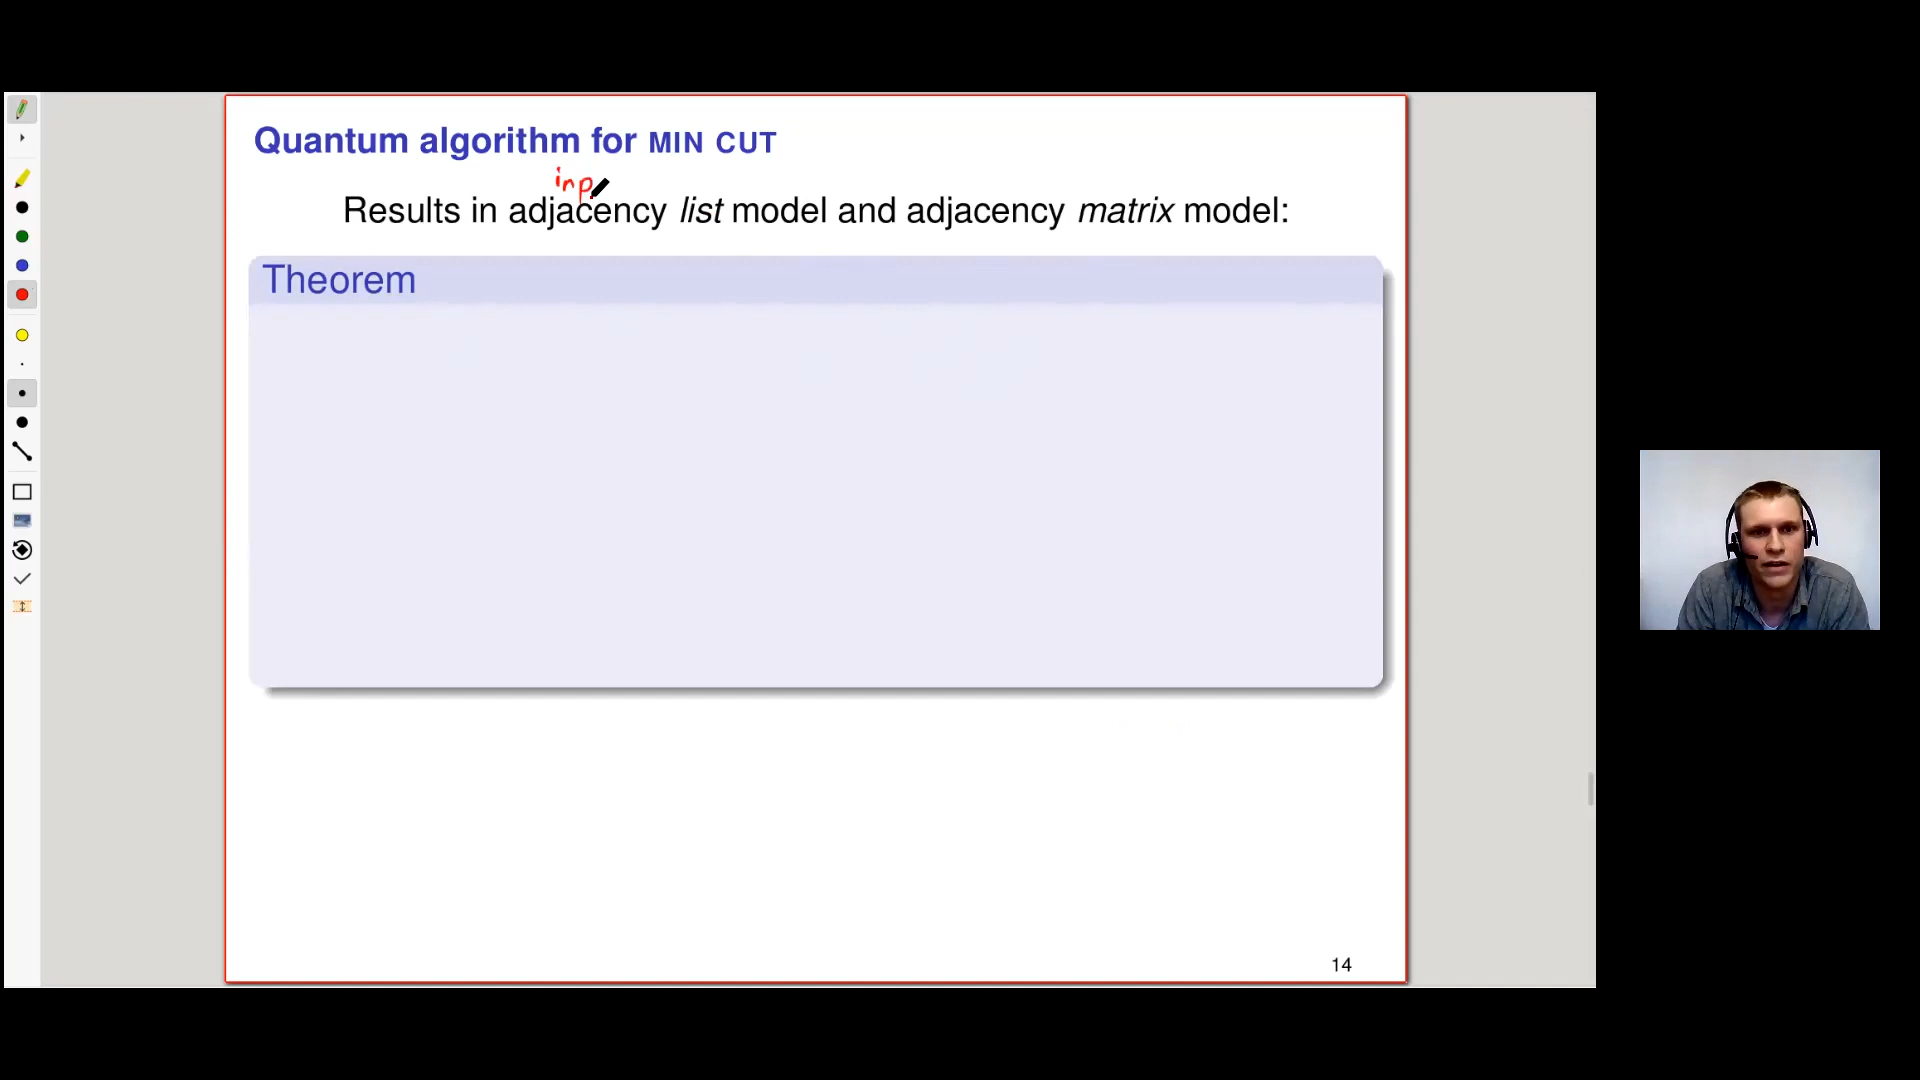 Quantum algorithm for MIN CUT
inp
Results in adjacency list model and adjacency matrix model:
Theorem
14